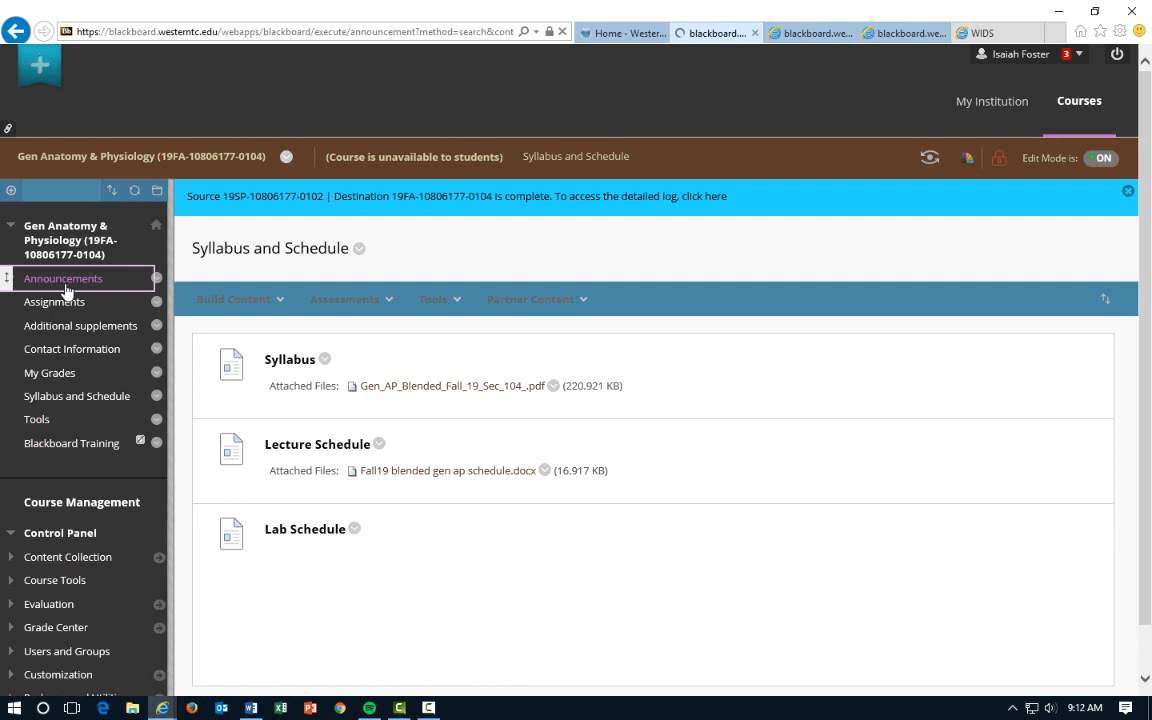 https://blackboard.westerntc.edu/webapps/blackboard/execute/announcement?method=search&cont
Home - Wester...
blackboard....
blackboard.we...
blackboard.we...
WIDS
Isaiah Foster 3
My Institution
Courses
Gen Anatomy & Physiology (19FA-10806177-0104)
(Course is unavailable to students)
Syllabus and Schedule
Edit Mode is: ON
Source 19SP-10806177-0102 | Destination 19FA-10806177-0104 is complete. To access the detailed log, click here
Gen Anatomy &
Physiology (19FA-
10806177-0104)
Announcements
Assignments
Additional supplements
Contact Information
My Grades
Syllabus and Schedule
Tools
Blackboard Training
Course Management
Control Panel
Content Collection
Course Tools
Evaluation
Grade Center
Users and Groups
Customization
Syllabus and Schedule
Build Content
Assessments
Tools
Partner Content
Syllabus
Attached Files: Gen_AP_Blended_Fall_19_Sec_104_.pdf (220.921 KB)
Lecture Schedule
Attached Files: Fall19 blended gen ap schedule.docx (16.917 KB)
Lab Schedule
9:12 AM